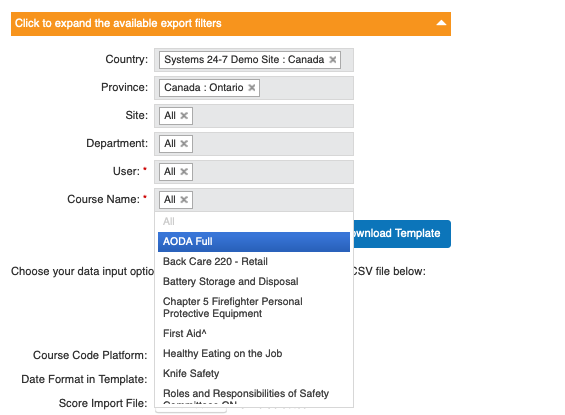 Click to expand the available export filters
Country: Systems 24-7 Demo Site : Canada ×
Province: Canada : Ontario ×
Site: All ×
Department: All ×
User: * All ×
Course Name: * All ×
All
AODA Full
wnload Template
Back Care 220 - Retail
Choose your data input optio
CSV file below:
Battery Storage and Disposal
Chapter 5 Firefighter Personal
Protective Equipment
First Aid^
Healthy Eating on the Job
Knife Safety
Roles and Responsibilities of Safety
Course Code Platform:
Date Format in Template:
Score Import File: